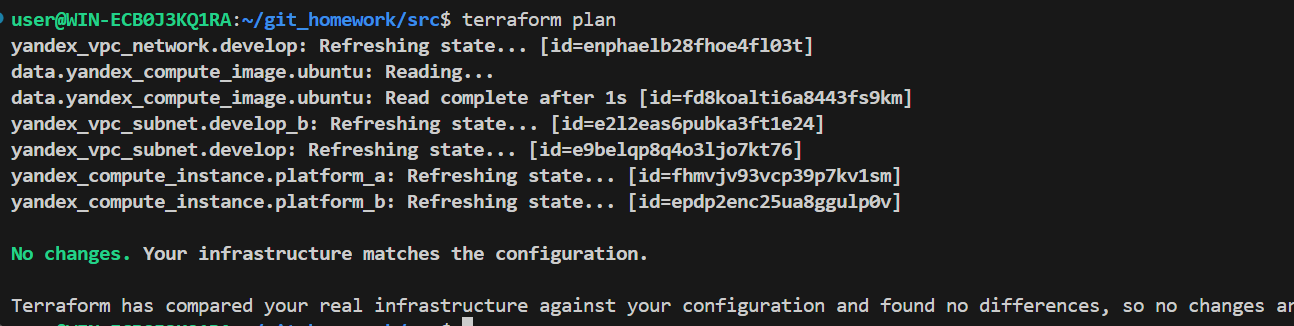 user@WIN-ECB0J3KQ1RA:~/git_homework/src$ terraform plan
yandex_vpc_network.develop: Refreshing state... [id=enphaelb28fhoe4fl03t]
data.yandex_compute_image.ubuntu: Reading...
data.yandex_compute_image.ubuntu: Read complete after 1s [id=fd8koalti6a8443fs9km]
yandex_vpc_subnet.develop_b: Refreshing state... [id=e2l2eas6pubka3ft1e24]
yandex_vpc_subnet.develop: Refreshing state... [id=e9belqp8q4o3ljo7kt76]
yandex_compute_instance.platform_a: Refreshing state... [id=fhmvjv93vcp39p7kv1sm]
yandex_compute_instance.platform_b: Refreshing state... [id=epdp2enc25ua8ggulp0v]
No changes. Your infrastructure matches the configuration.
Terraform has compared your real infrastructure against your configuration and found no differences, so no changes ar